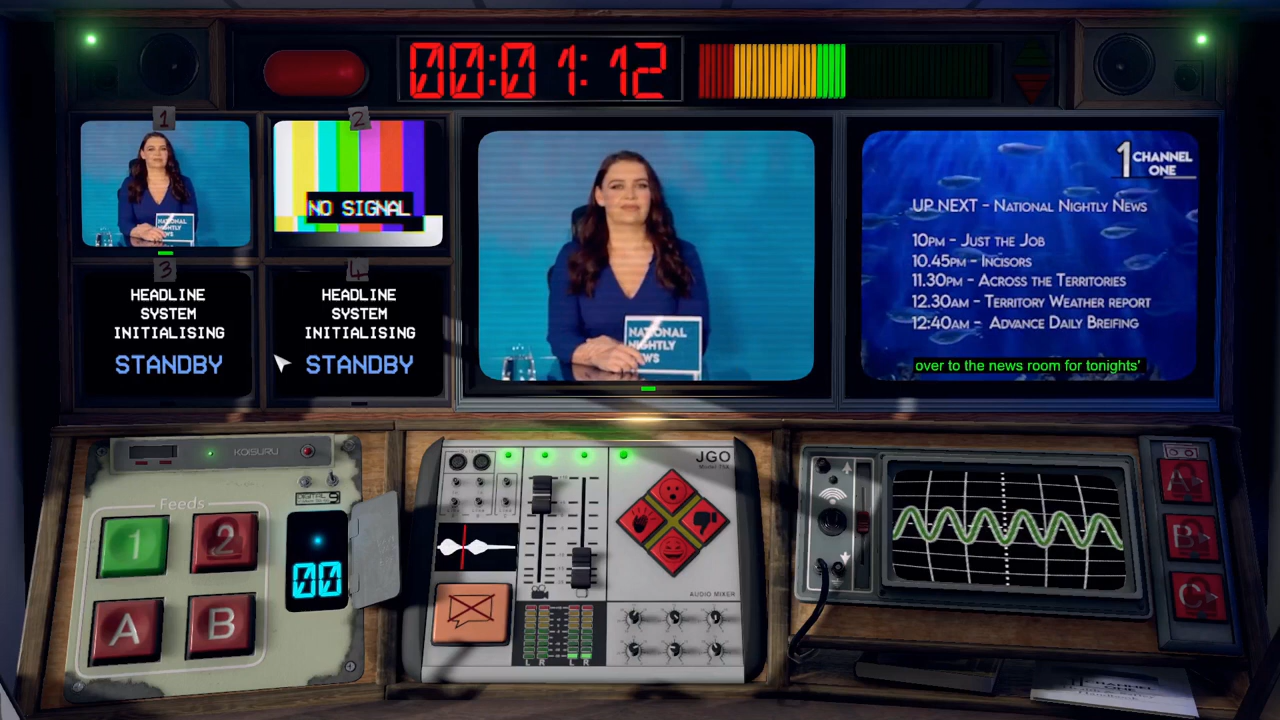 00:01:12
1
2
NO SIGNAL
NATIONAL
NIGHTLY
NEWS
3
HEADLINE
SYSTEM
INITIALISING
STANDBY
4
HEADLINE
SYSTEM
INITIALISING
STANDBY
NATIONAL
NIGHTLY
1 CHANNEL
ONE
UP NEXT - NATIONAL NIGHTLY NEWS
10PM - JUST THE JOB
10.45PM - INCISORS
11.30PM - ACROSS THE TERRITORIES
12.30AM - TERRITORY WEATHER REPORT
12:40AM - ADVANCE DAILY BREIFING
over to the news room for tonights'
KOISURU
Feeds
1
2
A
B
00
JGO
AUDIO MIXER
L R L R
A
B
C
CHANNEL
ONE